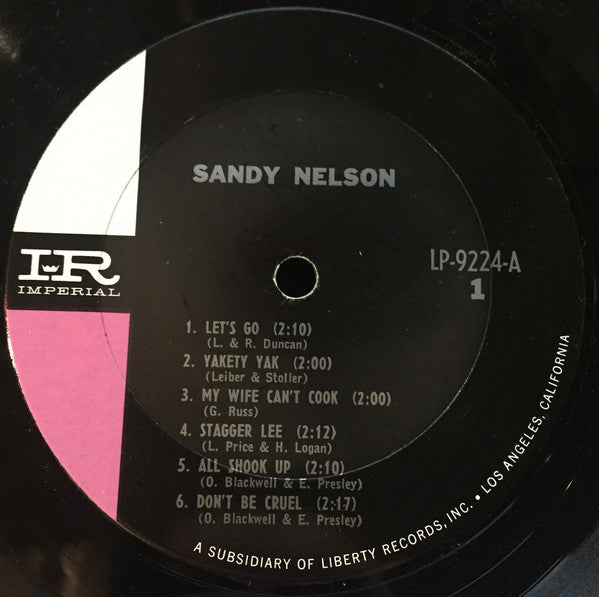 SANDY NELSON
IR
IMPERIAL
LP-9224-A
1
1. LET'S GO (2:10)
(L. & R. Duncan)
2. YAKETY YAK (2:00)
(Leiber & Stoller)
3. MY WIFE CAN'T COOK (2:00)
(G. Russ)
4. STAGGER LEE (2:12)
(L. Price & H. Logan)
5. ALL SHOOK UP (2:10)
(O. Blackwell & E. Presley)
6. DON'T BE CRUEL (2:17)
(O. Blackwell & E. Presley)
A SUBSIDIARY OF LIBERTY RECORDS, INC. • LOS ANGELES, CALIFORNIA